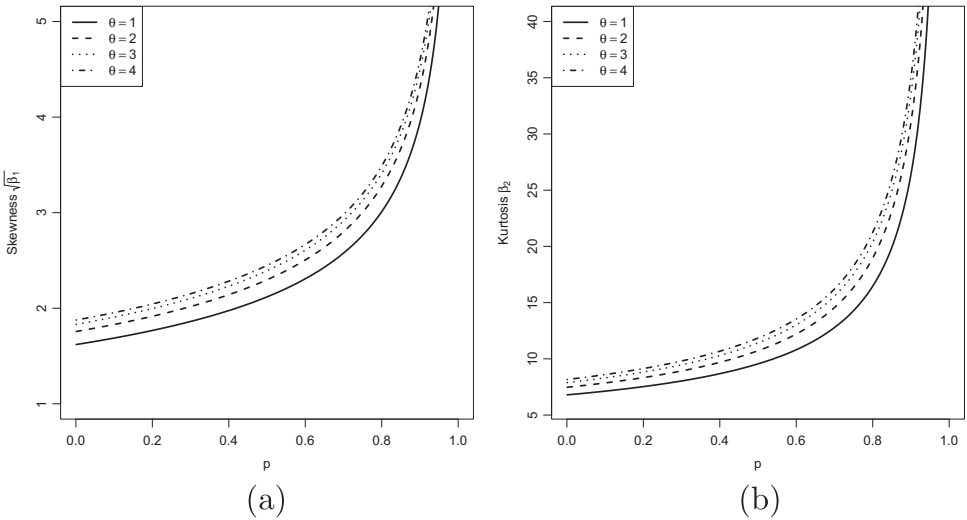 θ = 1
θ = 2
θ = 3
θ = 4
Skewness √β₁
5
4
3
2
1
0.0 0.2 0.4 0.6 0.8 1.0
p
(a)
θ = 1
θ = 2
θ = 3
θ = 4
Kurtosis β₂
40
35
30
25
20
15
10
5
0.0 0.2 0.4 0.6 0.8 1.0
p
(b)